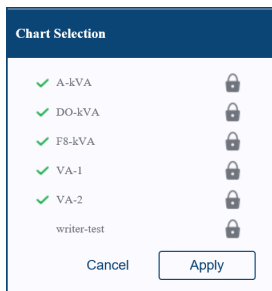 Chart Selection
A-kVA
DO-kVA
F8-kVA
VA-1
VA-2
writer-test
Cancel Apply